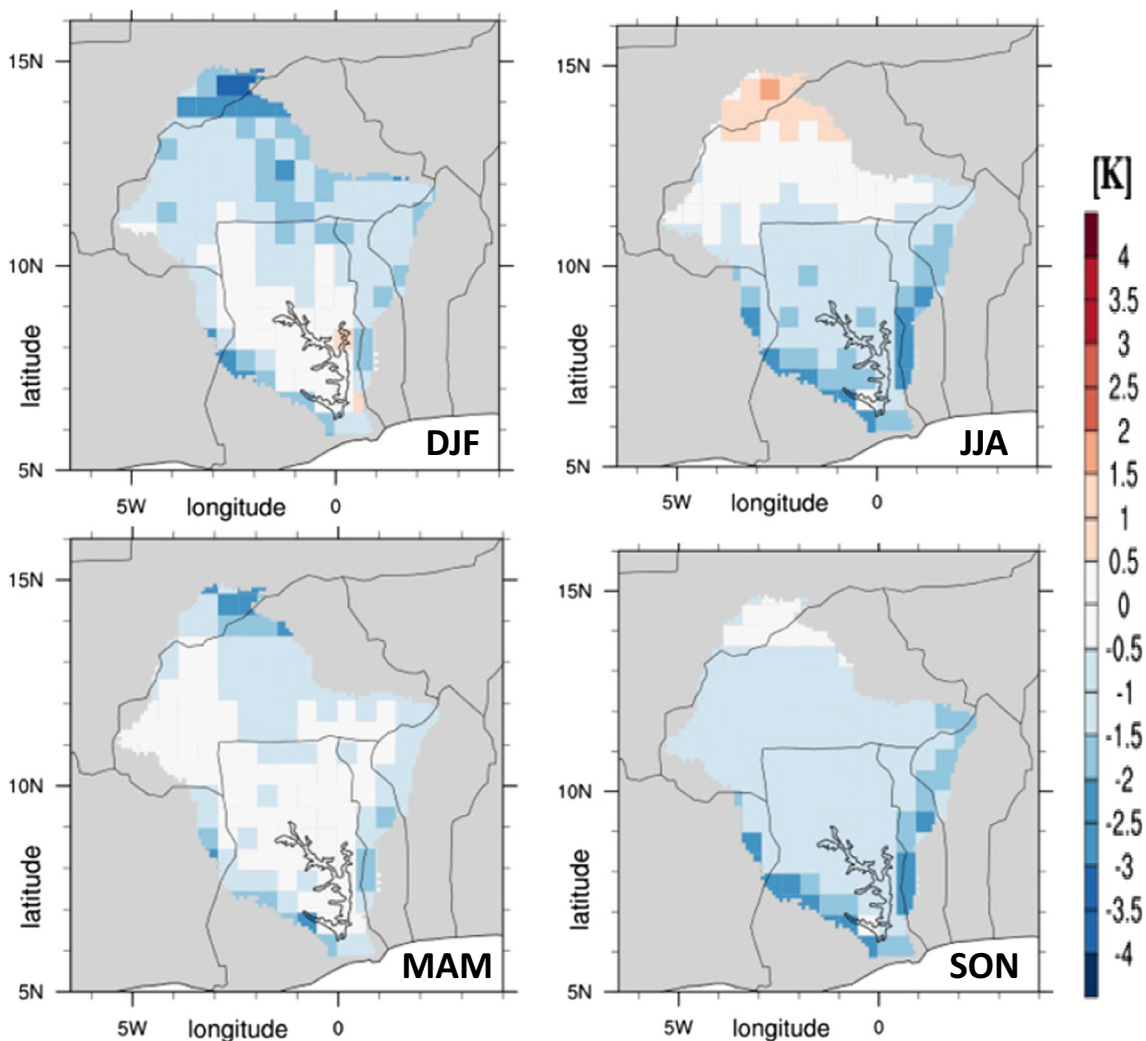 15N
10N
5N
latitude
5W
longitude
0
DJF
15N
10N
5N
latitude
5W
longitude
0
JJA
[K]
4
3.5
3
2.5
2
1.5
1
0.5
0
-0.5
-1
-1.5
-2
-2.5
-3
-3.5
-4
15N
10N
5N
latitude
5W
longitude
0
MAM
15N
10N
5N
latitude
5W
longitude
0
SON